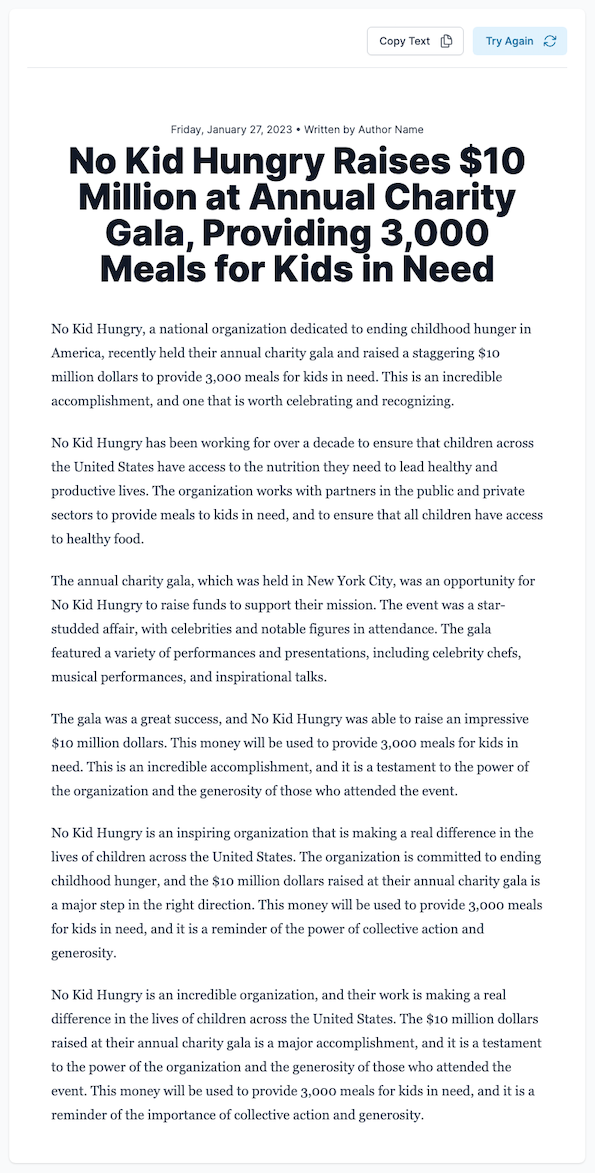 Copy Text
Try Again
Friday, January 27, 2023 • Written by Author Name
No Kid Hungry Raises $10
Million at Annual Charity
Gala, Providing 3,000
Meals for Kids in Need
No Kid Hungry, a national organization dedicated to ending childhood hunger in
America, recently held their annual charity gala and raised a staggering $10
million dollars to provide 3,000 meals for kids in need. This is an incredible
accomplishment, and one that is worth celebrating and recognizing.
No Kid Hungry has been working for over a decade to ensure that children across
the United States have access to the nutrition they need to lead healthy and
productive lives. The organization works with partners in the public and private
sectors to provide meals to kids in need, and to ensure that all children have access
to healthy food.
The annual charity gala, which was held in New York City, was an opportunity for
No Kid Hungry to raise funds to support their mission. The event was a star-
studded affair, with celebrities and notable figures in attendance. The gala
featured a variety of performances and presentations, including celebrity chefs,
musical performances, and inspirational talks.
The gala was a great success, and No Kid Hungry was able to raise an impressive
$10 million dollars. This money will be used to provide 3,000 meals for kids in
need. This is an incredible accomplishment, and it is a testament to the power of
the organization and the generosity of those who attended the event.
No Kid Hungry is an inspiring organization that is making a real difference in the
lives of children across the United States. The organization is committed to ending
childhood hunger, and the $10 million dollars raised at their annual charity gala is
a major step in the right direction. This money will be used to provide 3,000 meals
for kids in need, and it is a reminder of the power of collective action and
generosity.
No Kid Hungry is an incredible organization, and their work is making a real
difference in the lives of children across the United States. The $10 million dollars
raised at their annual charity gala is a major accomplishment, and it is a testament
to the power of the organization and the generosity of those who attended the
event. This money will be used to provide 3,000 meals for kids in need, and it is a
reminder of the importance of collective action and generosity.